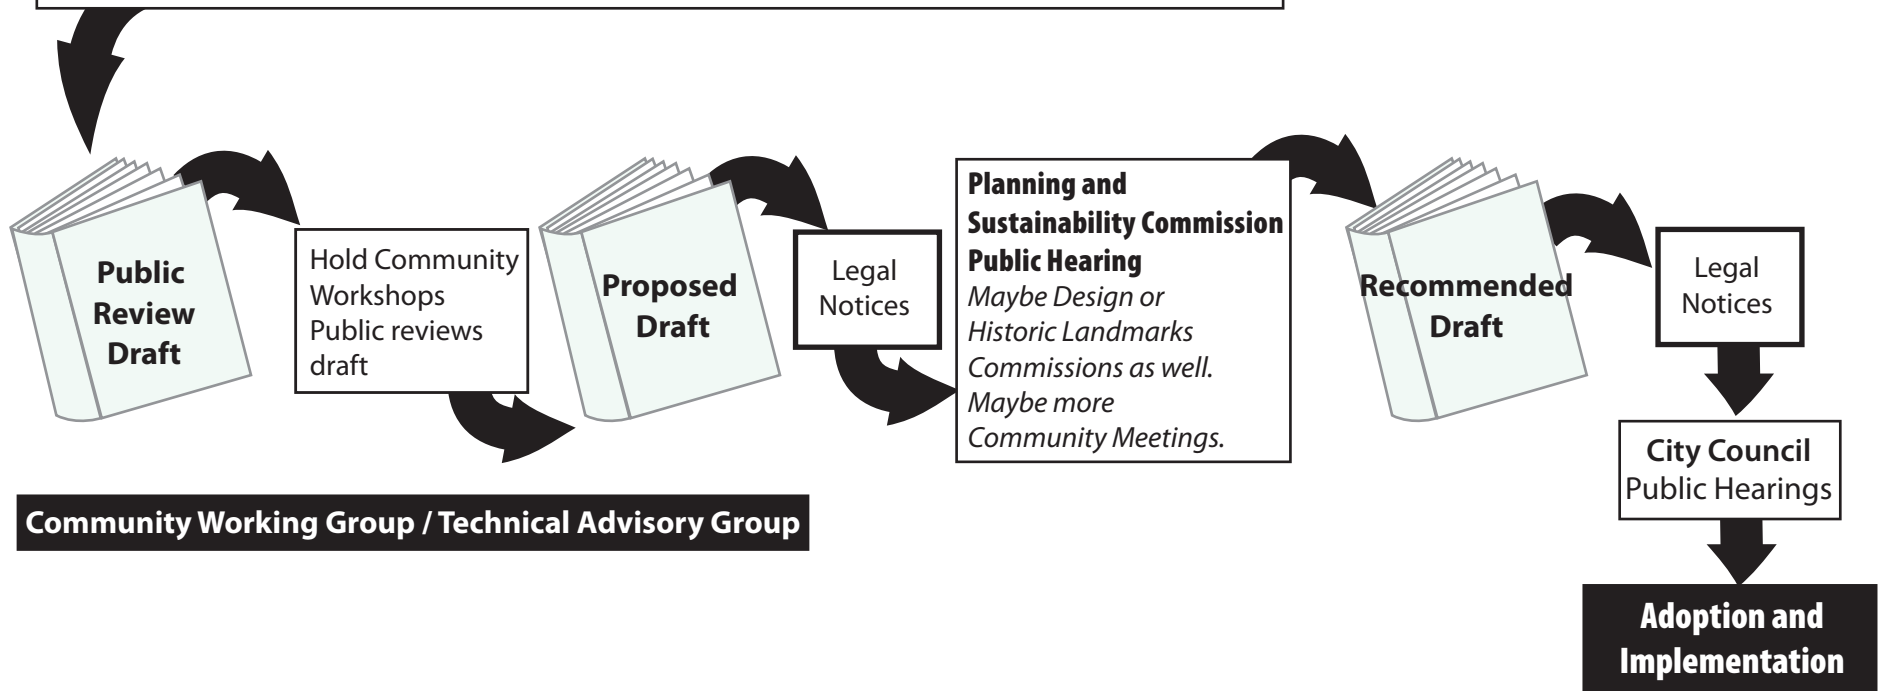 Public
Review
Draft
Hold Community
Workshops
Public reviews
draft
Proposed
Draft
Legal
Notices
Planning and
Sustainability Commission
Public Hearing
Maybe Design or
Historic Landmarks
Commissions as well.
Maybe more
Community Meetings.
Recommended
Draft
Legal
Notices
City Council
Public Hearings
Community Working Group / Technical Advisory Group
Adoption and
Implementation